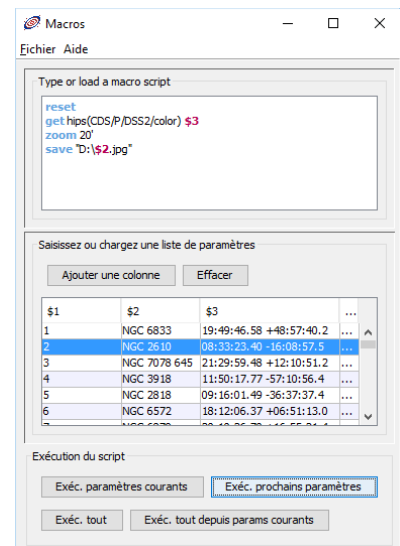 Macros
Fichier Aide
Type or load a macro script
reset
get hips(CDS/P/DSS2/color) $3
zoom 20'
save "D:\$2.jpg"
Saisissez ou chargez une liste de paramètres
Ajouter une colonne Effacer
$1 $2 $3 ...
1 NGC 6833 19:49:46.58 +48:57:40.2 ...
2 NGC 2610 08:33:23.40 -16:08:57.5 ...
3 NGC 7078 645 21:29:59.48 +12:10:51.2 ...
4 NGC 3918 11:50:17.77 -57:10:56.4 ...
5 NGC 2818 09:16:01.49 -36:37:37.4 ...
6 NGC 6572 18:12:06.37 +06:51:13.0 ...
Exécution du script
Exéc. paramètres courants Exéc. prochains paramètres
Exéc. tout Exéc. tout depuis params courants